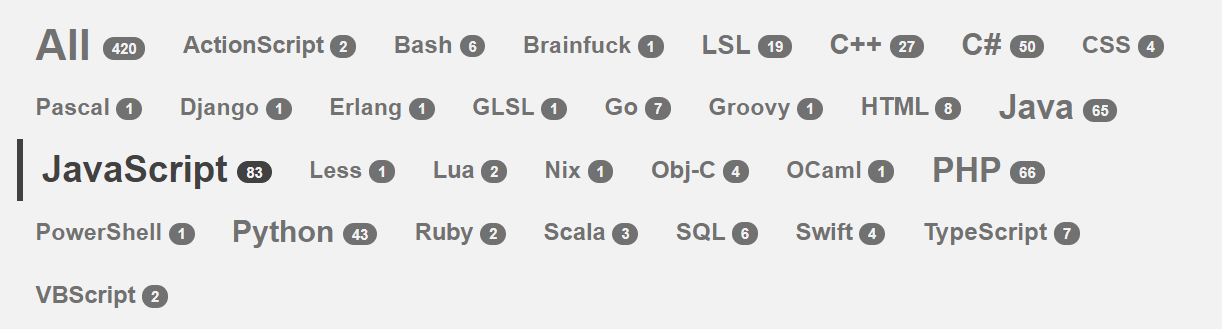 All 420 ActionScript 2 Bash 6 Brainfuck 1 LSL 19 C++ 27 C# 50 CSS 4
Pascal 1 Django 1 Erlang 1 GLSL 1 Go 7 Groovy 1 HTML 8 Java 65
JavaScript 83 Less 1 Lua 2 Nix 1 Obj-C 4 OCaml 1 PHP 66
PowerShell 1 Python 43 Ruby 2 Scala 3 SQL 6 Swift 4 TypeScript 7
VBScript 2